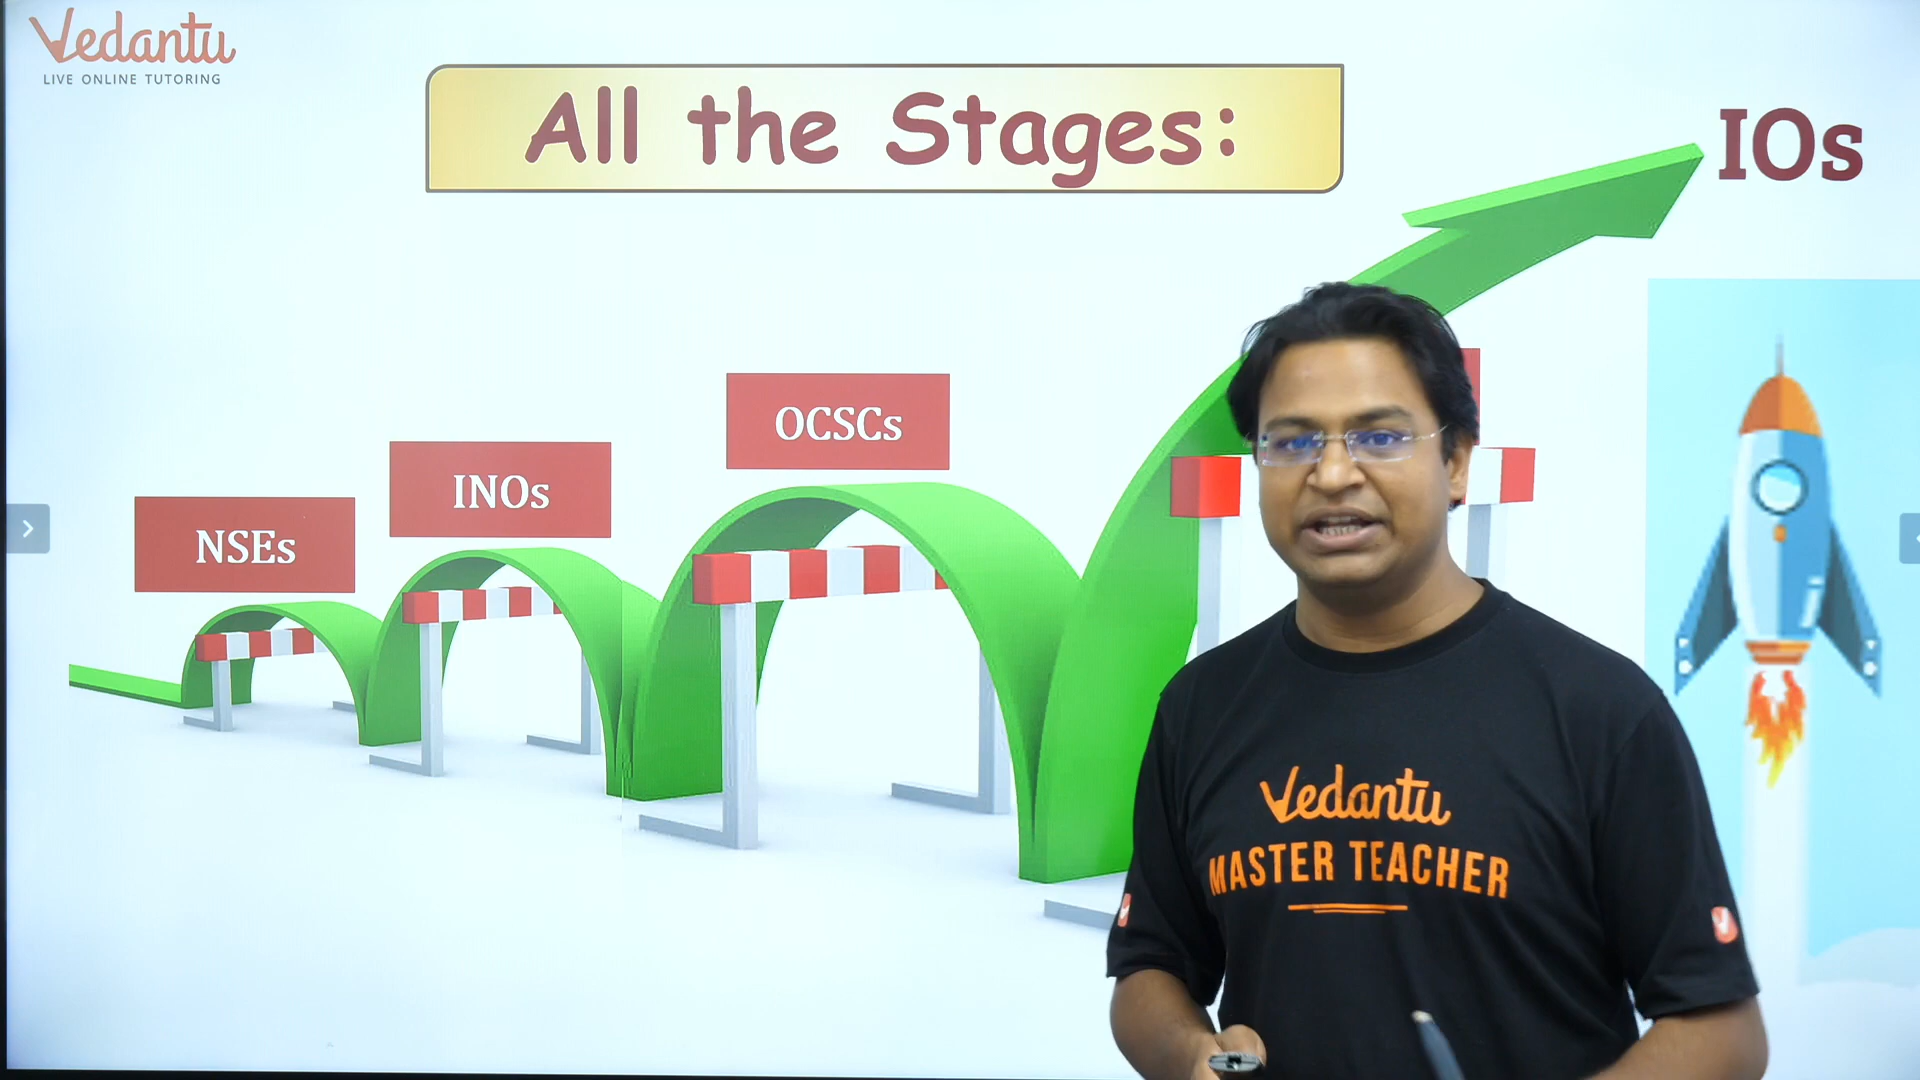 Vedantu
LIVE ONLINE TUTORING
All the Stages:
IOs
OCSCs
INOs
NSEs
Vedantu
MASTER TEACHER